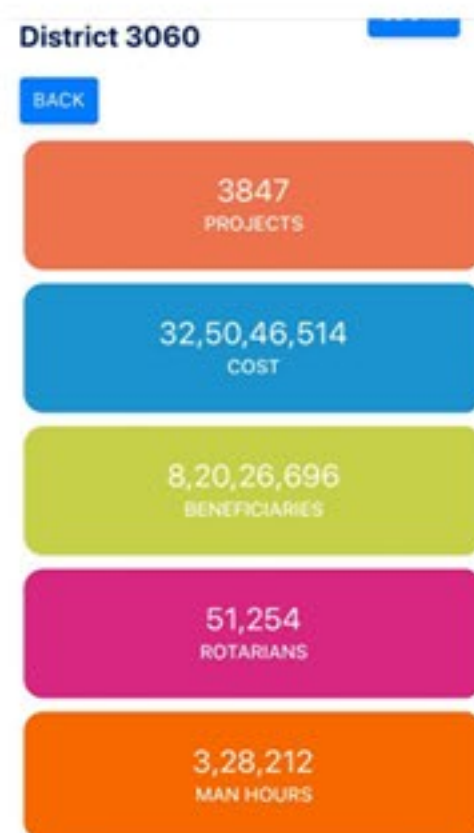 District 3060
BACK
3847
PROJECTS
32,50,46,514
COST
8,20,26,696
BENEFICIARIES
51,254
ROTARIANS
3,28,212
MAN HOURS